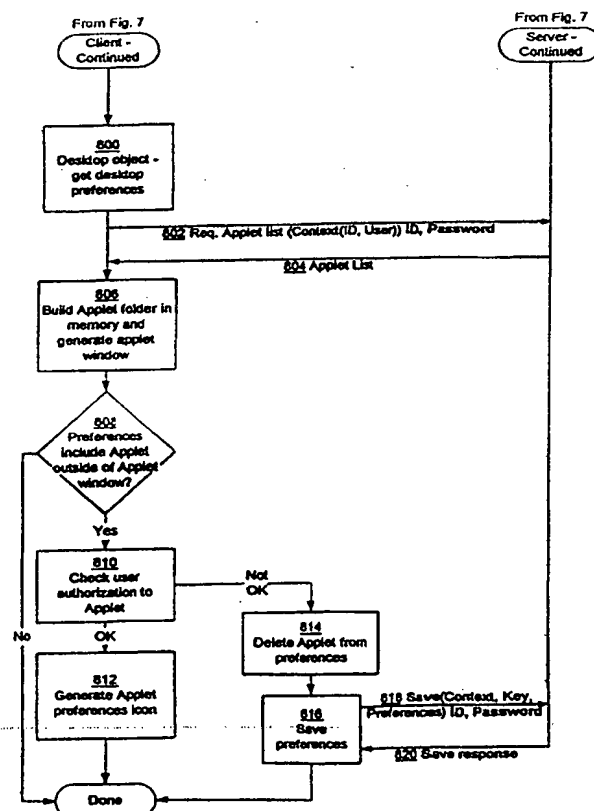 From Fig. 7
Client -
Continued
From Fig. 7
Server -
Continued
800
Desktop object -
get desktop
preferences
802 Req. Applet list (Context(ID, User)) ID, Password
804 Applet List
806
Build Applet folder in
memory and
generate applet
window
808
Preferences
include Applet
outside of Applet
window?
Yes
No
810
Check user
authorization to
Applet
Not
OK
OK
814
Delete Applet from
preferences
812
Generate Applet
preferences icon
816
Save
preferences
818 Save(Context, Key,
Preferences) ID, Password
820 Save response
Done